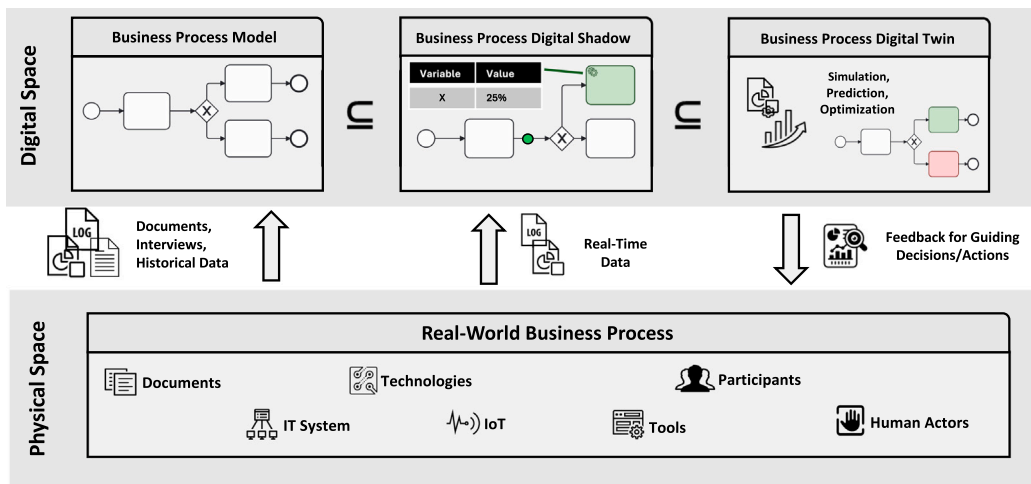 Digital Space
Business Process Model
X
⊆
Business Process Digital Shadow
Variable Value
X 25%
X
⊆
Business Process Digital Twin
Simulation,
Prediction,
Optimization
X
LOG
Documents,
Interviews,
Historical Data
LOG
Real-Time
Data
Feedback for Guiding
Decisions/Actions
Physical Space
Real-World Business Process
Documents
Technologies
Participants
IT System
IoT
Tools
Human Actors